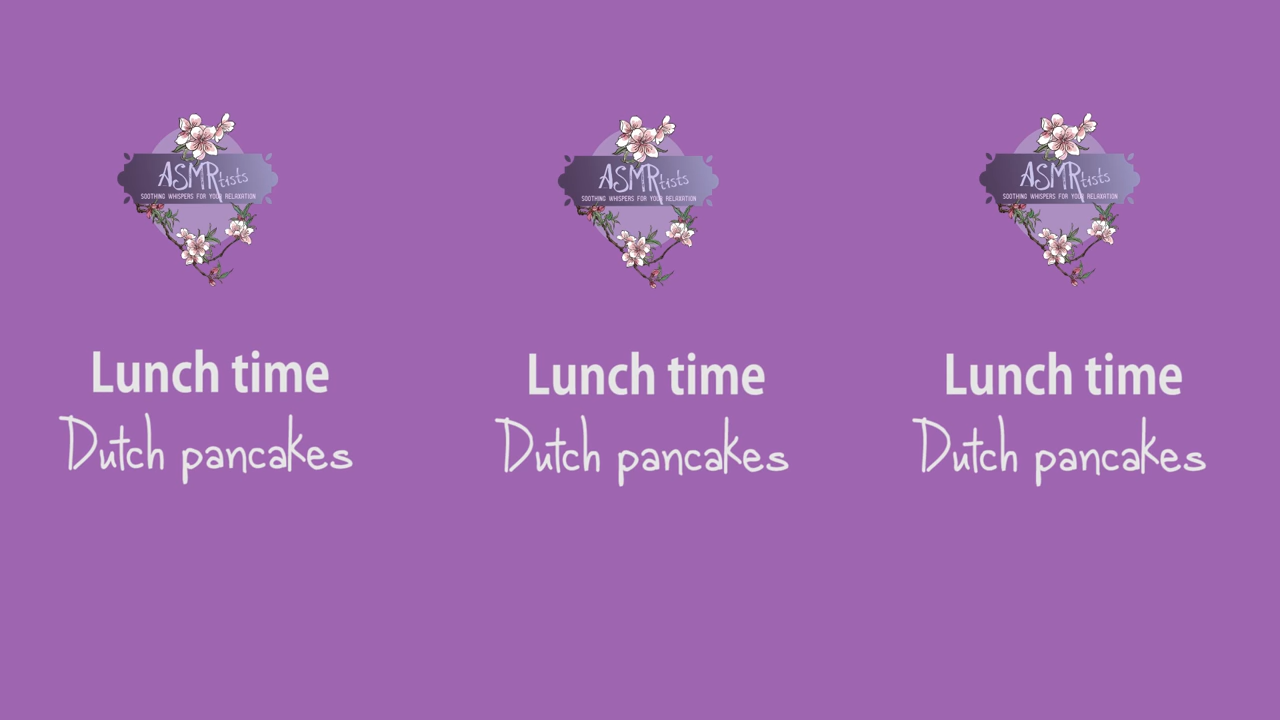 ASMRtists
SOOTHING WHISPERS FOR YOUR RELAXATION
Lunch time
Dutch pancakes
ASMRtists
SOOTHING WHISPERS FOR YOUR RELAXATION
Lunch time
Dutch pancakes
ASMRtists
SOOTHING WHISPERS FOR YOUR RELAXATION
Lunch time
Dutch pancakes